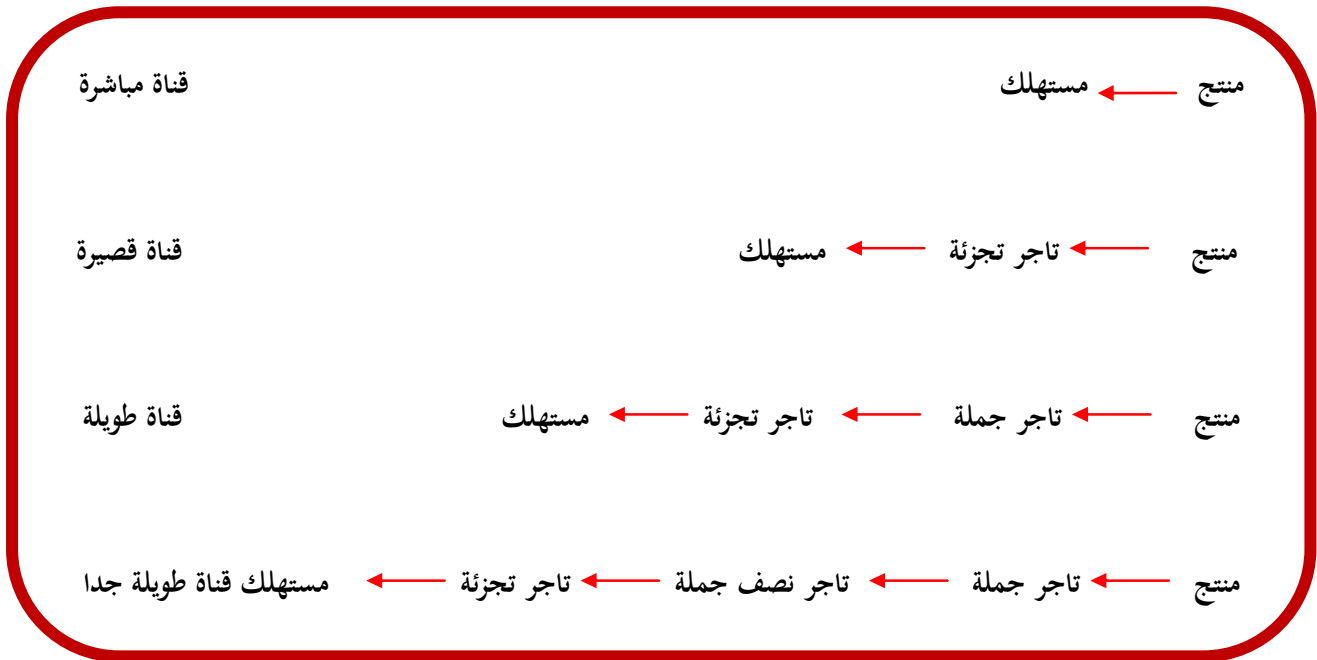 منتج مستهلك قناة مباشرة
منتج تاجر تجزئة مستهلك قناة قصيرة
منتج تاجر جملة تاجر تجزئة مستهلك قناة طويلة
منتج تاجر جملة تاجر نصف جملة تاجر تجزئة مستهلك قناة طويلة جدا